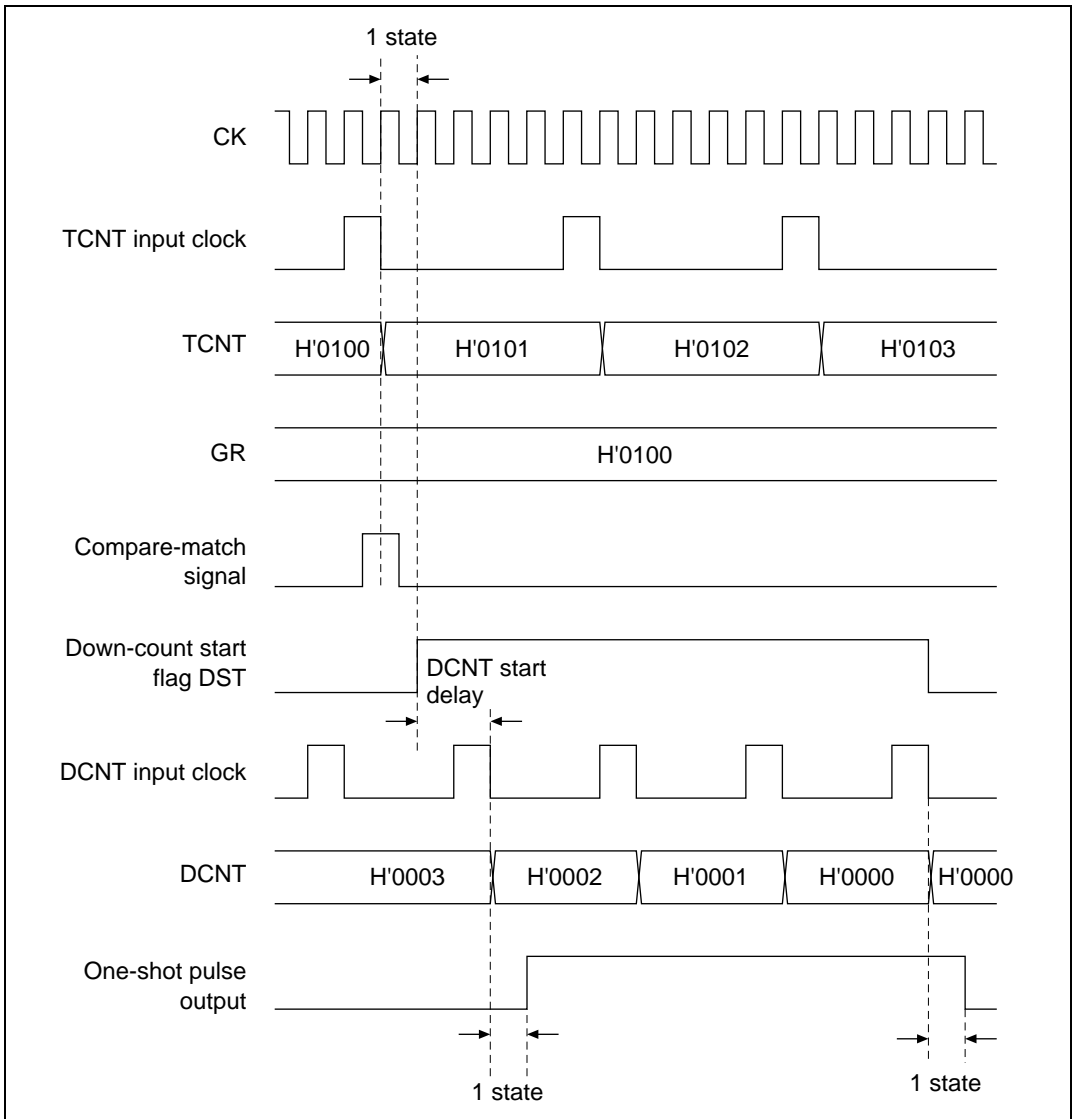 1 state
CK
TCNT input clock
TCNT
H'0100
H'0101
H'0102
H'0103
GR
H'0100
Compare-match
signal
Down-count start
flag DST
DCNT start
delay
DCNT input clock
DCNT
H'0003
H'0002
H'0001
H'0000
H'0000
One-shot pulse
output
1 state
1 state